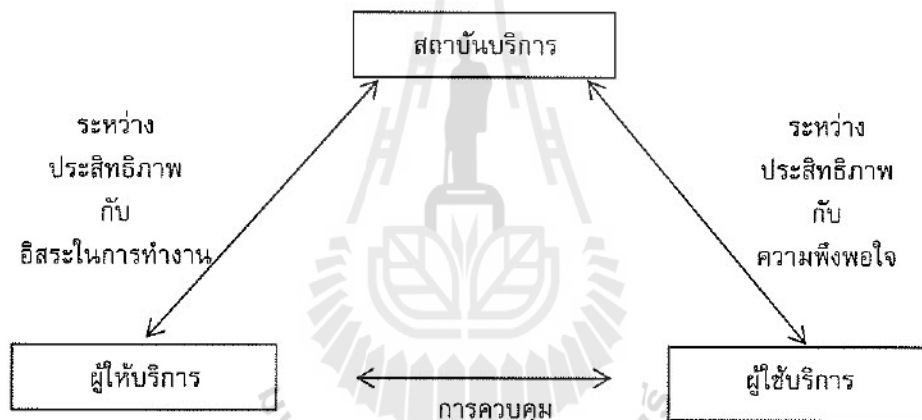 สถาบันบริการ
ระหว่าง
ประสิทธิภาพ
กับ
อิสระในการทำงาน
ระหว่าง
ประสิทธิภาพ
กับ
ความพึงพอใจ
ผู้ให้บริการ
การควบคุม
ผู้ใช้บริการ